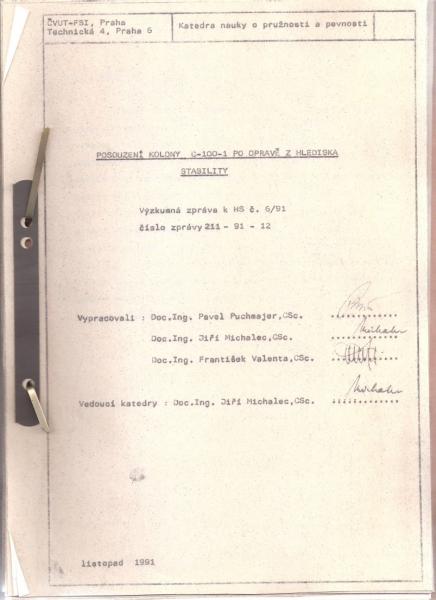 ČVUT-FSI, Praha
Technická 4, Praha 6
Katedra nauky o pružnosti a pevnosti
POSOUZENÍ KOLONY C-100-1 PO OPRAVĚ Z HLEDISKA
STABILITY
Výzkumná zpráva k HS č. 6/91
číslo zprávy 211 - 91 - 12
Vypracovali : Doc.Ing. Pavel Puchmajer,CSc. ............
Doc.Ing. Jiří Michalec,CSc. ............
Doc.Ing. František Valenta,CSc. ............
Vedoucí katedry : Doc.Ing. Jiří Michalec,CSc. ............
listopad 1991